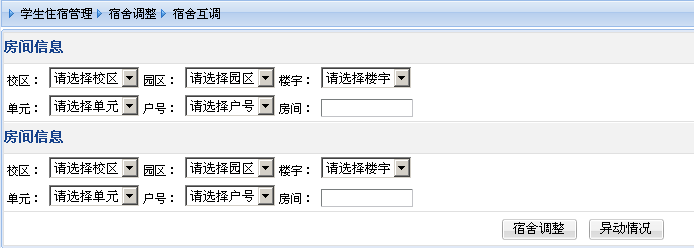 学生住宿管理 宿舍调整 宿舍互调
房间信息
校区： 请选择校区 园区： 请选择园区 楼宇： 请选择楼宇
单元： 请选择单元 户号： 请选择户号 房间：
房间信息
校区： 请选择校区 园区： 请选择园区 楼宇： 请选择楼宇
单元： 请选择单元 户号： 请选择户号 房间：
宿舍调整 异动情况